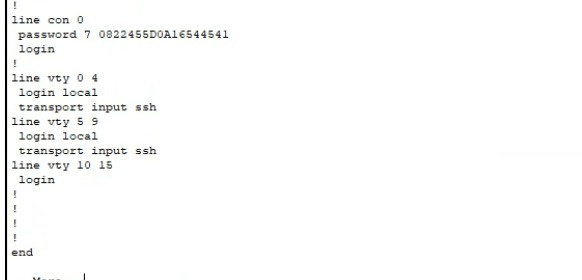 !
line con 0
password 7 0822455D0A16544541
login
!
line vty 0 4
login local
transport input ssh
line vty 5 9
login local
transport input ssh
line vty 10 15
login
!
!
!
!
end